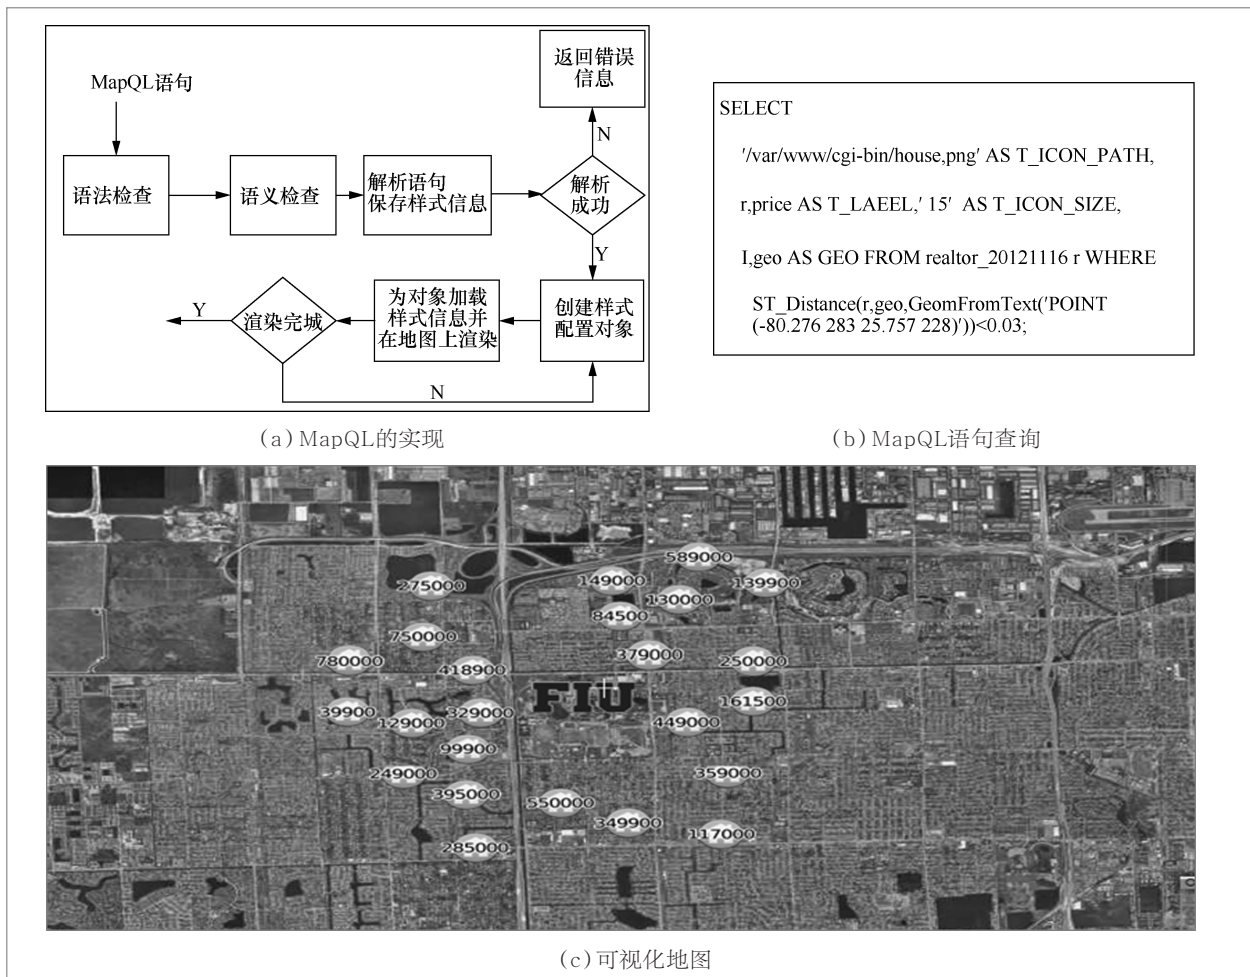 MapQL语句
语法检查
语义检查
解析语句
保存样式信息
解析
成功
N
返回错误
信息
Y
创建样式
配置对象
为对象加载
样式信息并
在地图上渲染
渲染完城
Y
N
(a)MapQL的实现
SELECT
'/var/www/cgi-bin/house,png' AS T_ICON_PATH,
r,price AS T_LAEEL,' 15' AS T_ICON_SIZE,
I,geo AS GEO FROM realtor_20121116 r WHERE
ST_Distance(r,geo,GeomFromText('POINT
(-80.276 283 25.757 228)'))<0.03;
(b)MapQL语句查询
589000
275000
149000
139900
130000
84500
750000
780000
418900
379000
250000
FIU
161500
39900
129000
329000
449000
99900
249000
359000
395000
550000
349900
117000
285000
(c)可视化地图